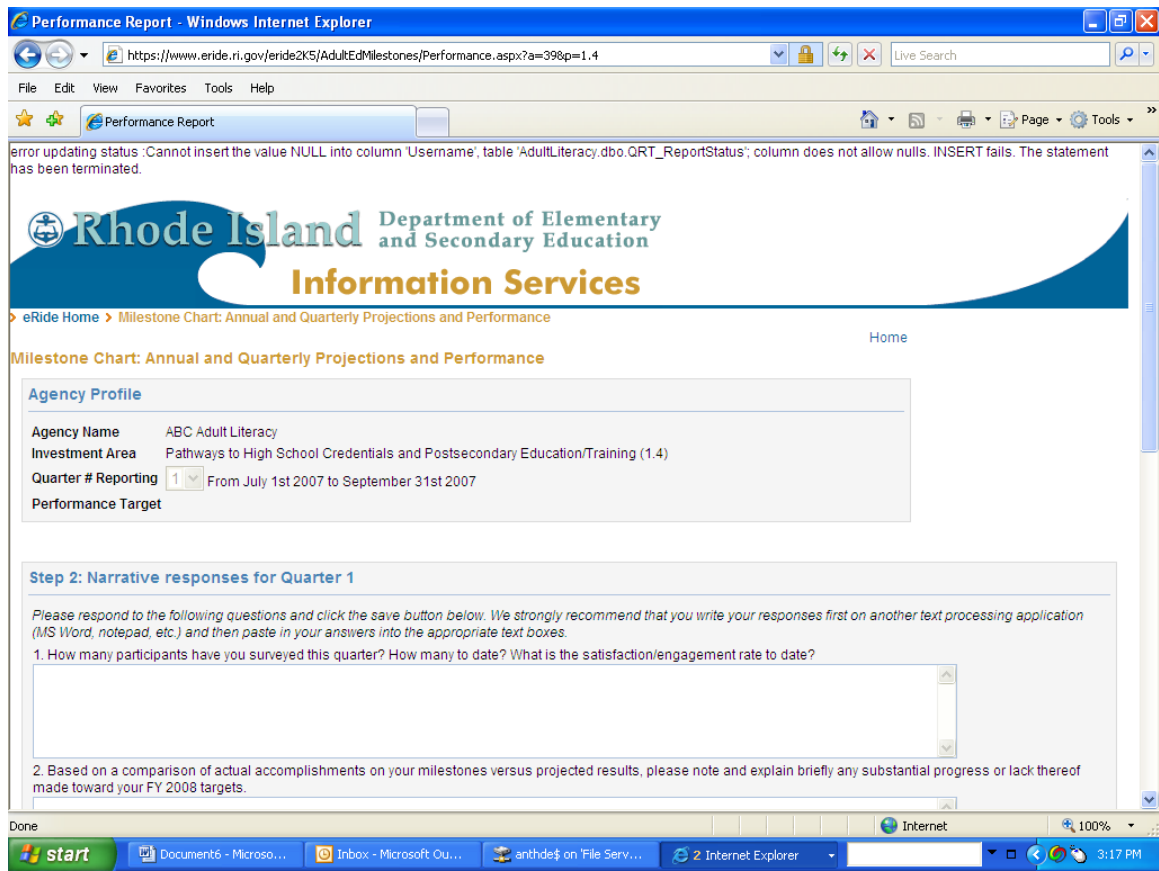 Performance Report - Windows Internet Explorer
https://www.eride.ri.gov/eride2K5/AdultEdMilestones/Performance.aspx?a=39&p=1.4
Live Search
File Edit View Favorites Tools Help
Performance Report
Page Tools »
error updating status :Cannot insert the value NULL into column 'Username', table 'AdultLiteracy.dbo.QRT_ReportStatus'; column does not allow nulls. INSERT fails. The statement
has been terminated.
Rhode Island Department of Elementary
and Secondary Education
Information Services
> eRide Home > Milestone Chart: Annual and Quarterly Projections and Performance
Home
Milestone Chart: Annual and Quarterly Projections and Performance
Agency Profile
Agency Name ABC Adult Literacy
Investment Area Pathways to High School Credentials and Postsecondary Education/Training (1.4)
Quarter # Reporting 1 From July 1st 2007 to September 31st 2007
Performance Target
Step 2: Narrative responses for Quarter 1
Please respond to the following questions and click the save button below. We strongly recommend that you write your responses first on another text processing application
(MS Word, notepad, etc.) and then paste in your answers into the appropriate text boxes.
1. How many participants have you surveyed this quarter? How many to date? What is the satisfaction/engagement rate to date?
2. Based on a comparison of actual accomplishments on your milestones versus projected results, please note and explain briefly any substantial progress or lack thereof
made toward your FY 2008 targets.
Done Internet 100%
start Document6 - Microso... Inbox - Microsoft Ou... anthde$ on 'File Serv... 2 Internet Explorer 3:17 PM